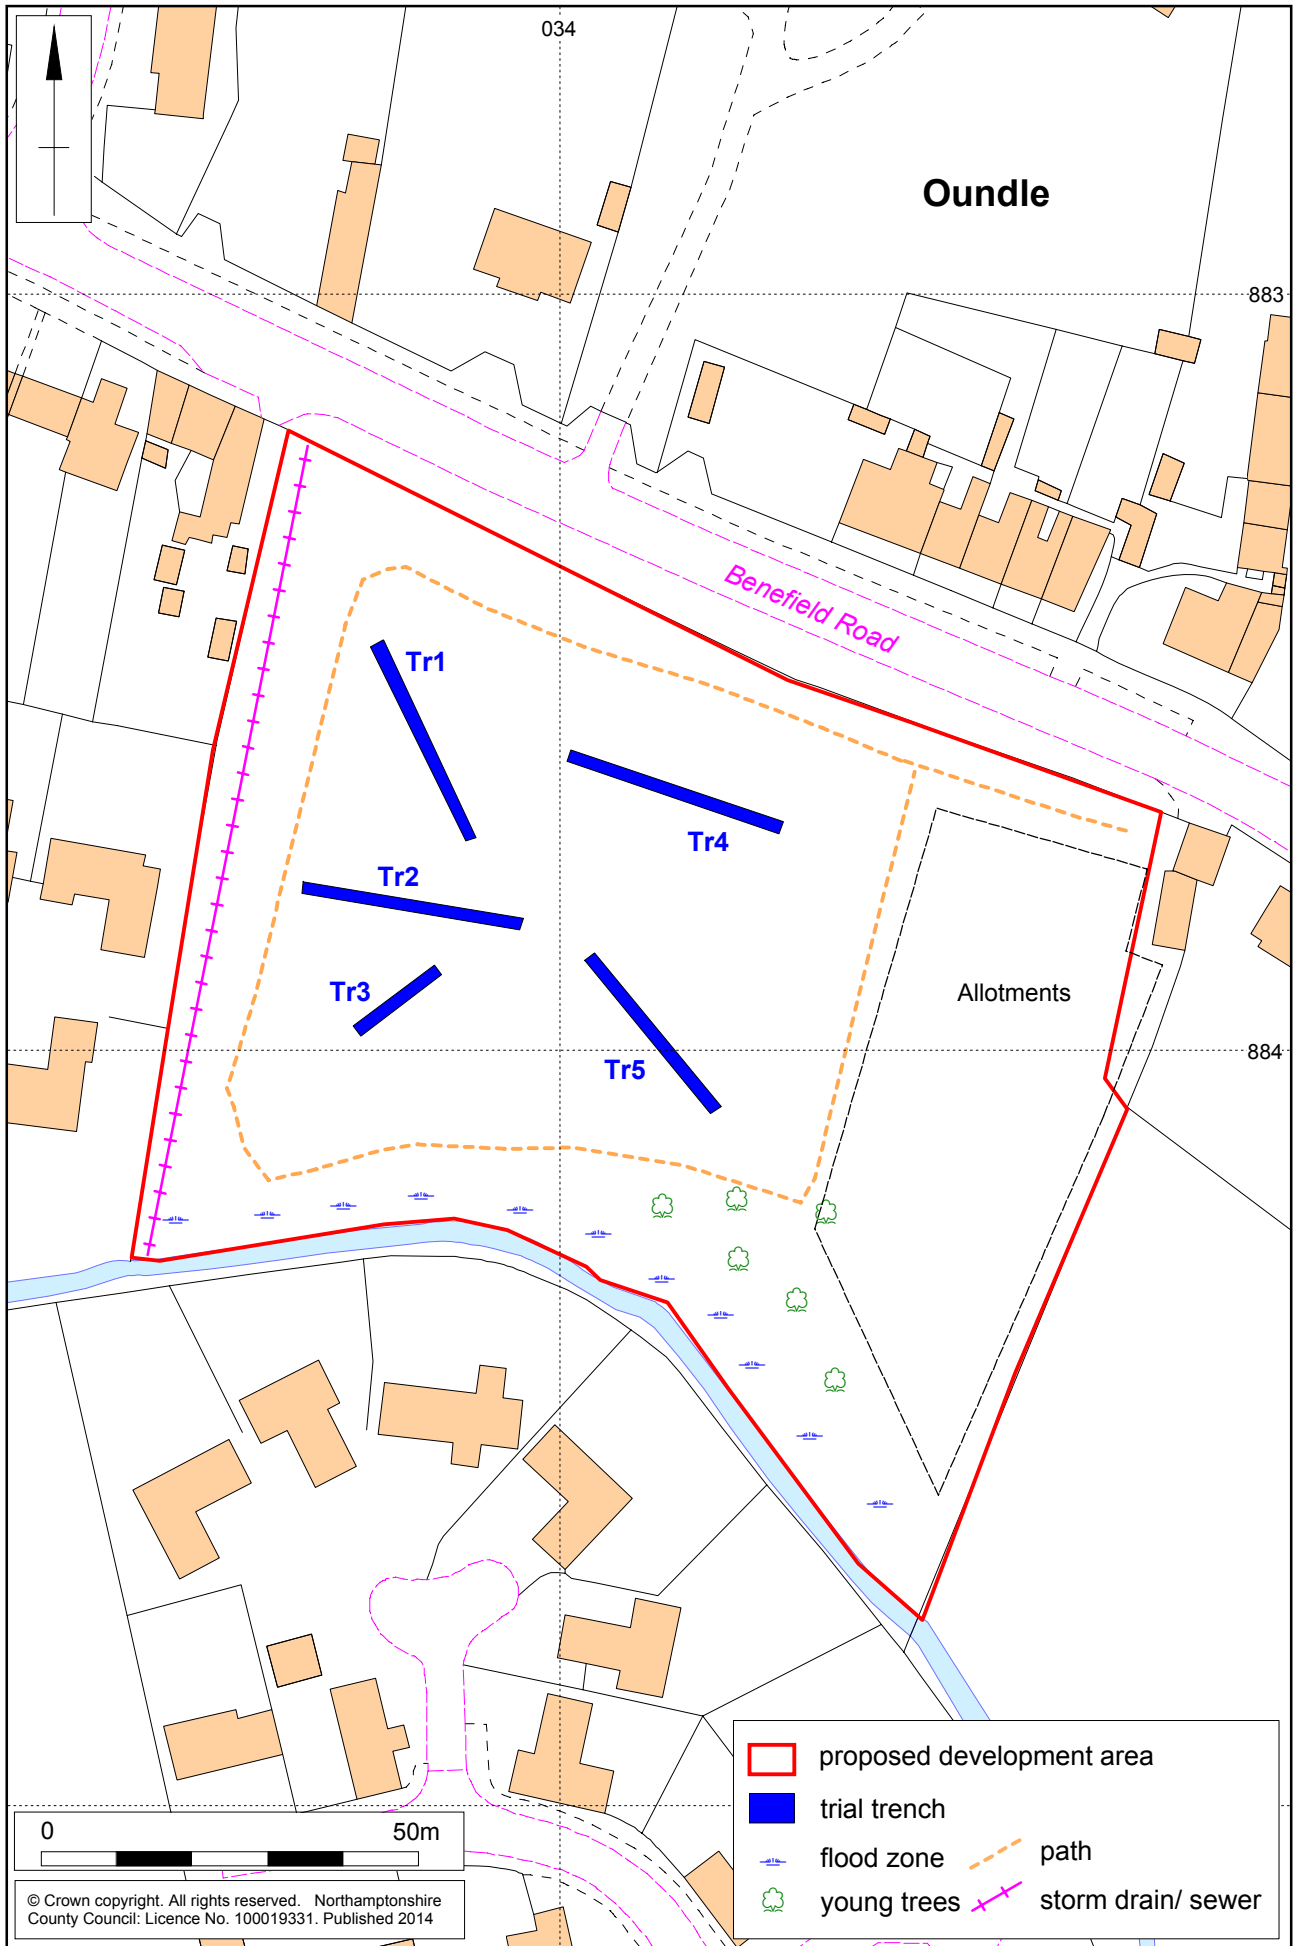 034
Oundle
883
Benefield Road
Tr1
Tr4
Tr2
Tr3
Allotments
884
Tr5
proposed development area
trial trench
flood zone
path
young trees
storm drain/ sewer
0 50m
© Crown copyright. All rights reserved. Northamptonshire
County Council: Licence No. 100019331. Published 2014